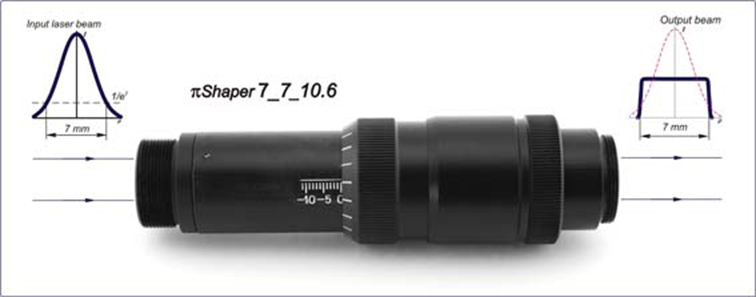 Input laser beam
I
1/e²
7 mm
r
πShaper 7_7_10.6
-10 -5 0
Output beam
I
7 mm
r